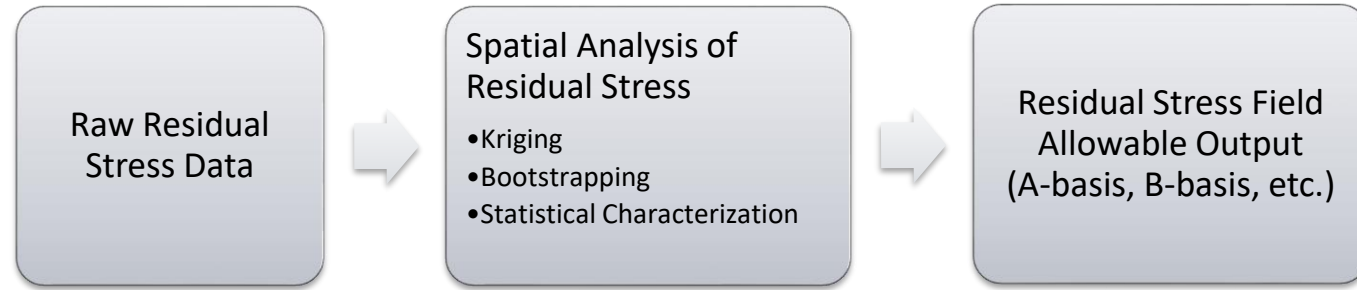 Raw Residual
Stress Data
Spatial Analysis of
Residual Stress
•Kriging
•Bootstrapping
•Statistical Characterization
Residual Stress Field
Allowable Output
(A-basis, B-basis, etc.)